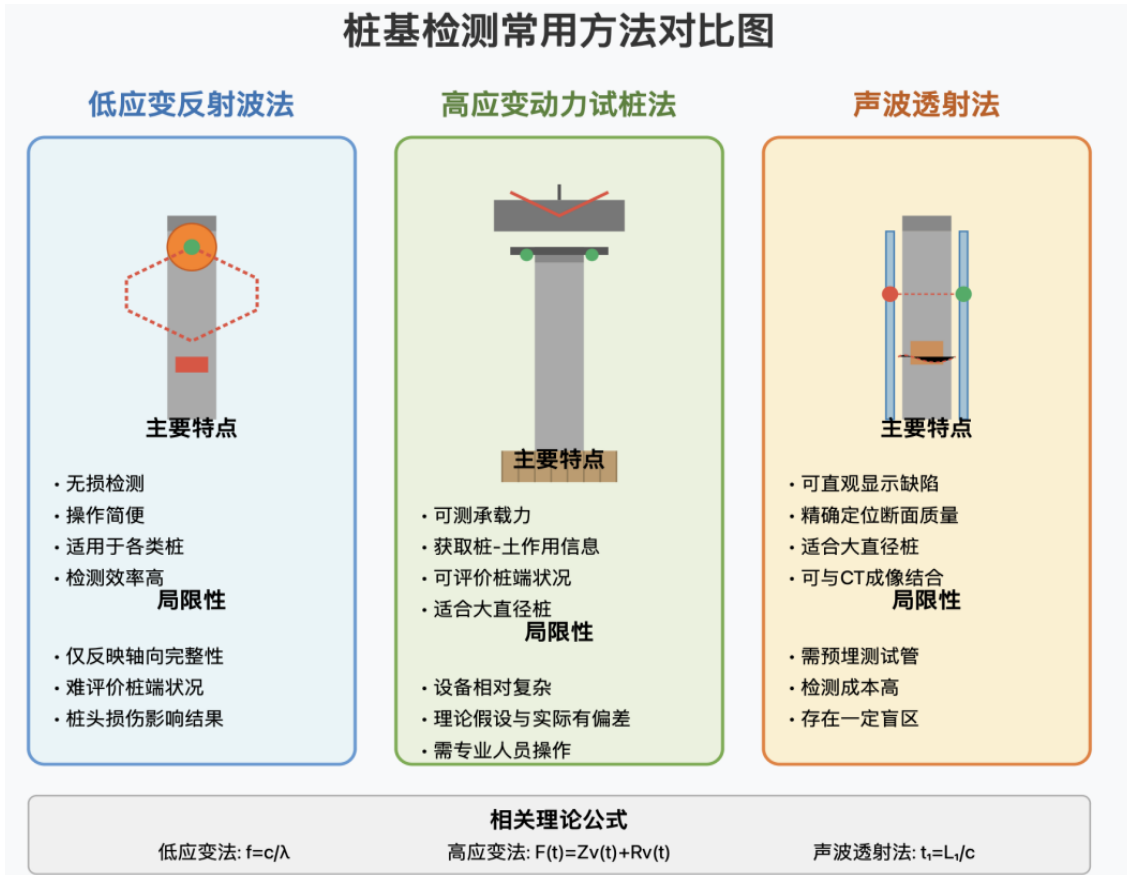 桩基检测常用方法对比图
低应变反射波法
主要特点
· 无损检测
· 操作简便
· 适用于各类桩
· 检测效率高
局限性
· 仅反映轴向完整性
· 难评价桩端状况
· 桩头损伤影响结果
高应变动力试桩法
主要特点
· 可测承载力
· 获取桩-土作用信息
· 可评价桩端状况
· 适合大直径桩
局限性
· 设备相对复杂
· 理论假设与实际有偏差
· 需专业人员操作
声波透射法
主要特点
· 可直观显示缺陷
· 精确定位断面质量
· 适合大直径桩
· 可与CT成像结合
局限性
· 需预埋测试管
· 检测成本高
· 存在一定盲区
相关理论公式
低应变法: f=c/λ
高应变法: F(t)=Zv(t)+Rv(t)
声波透射法: t₁=L₁/c